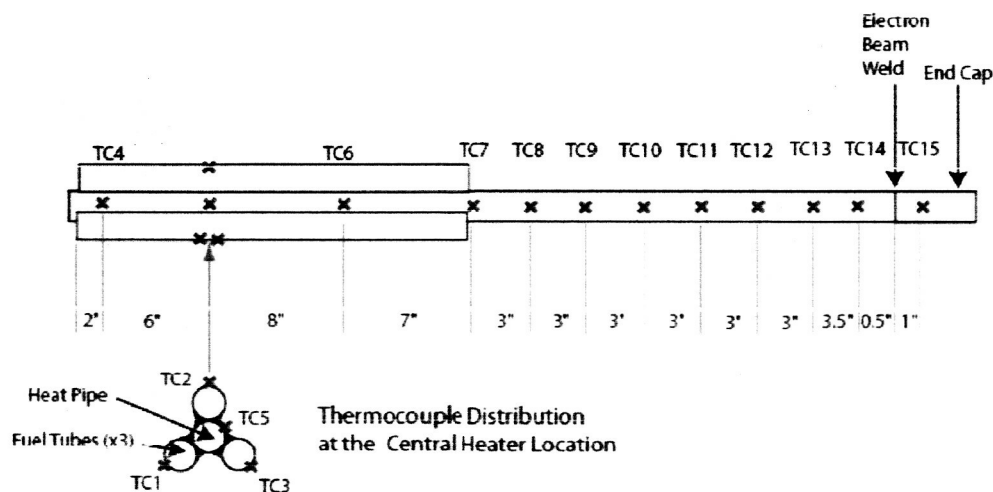 Electron
Beam
Weld
End Cap
TC4
TC6
TC7
TC8
TC9
TC10
TC11
TC12
TC13
TC14
TC15
2"
6"
8"
7"
3"
3"
3'
3'
3"
3"
3.5"
0.5"
1"
TC2
Heat Pipe
TC5
Fuel Tubes (x3)
TC1
TC3
Thermocouple Distribution
at the Central Heater Location